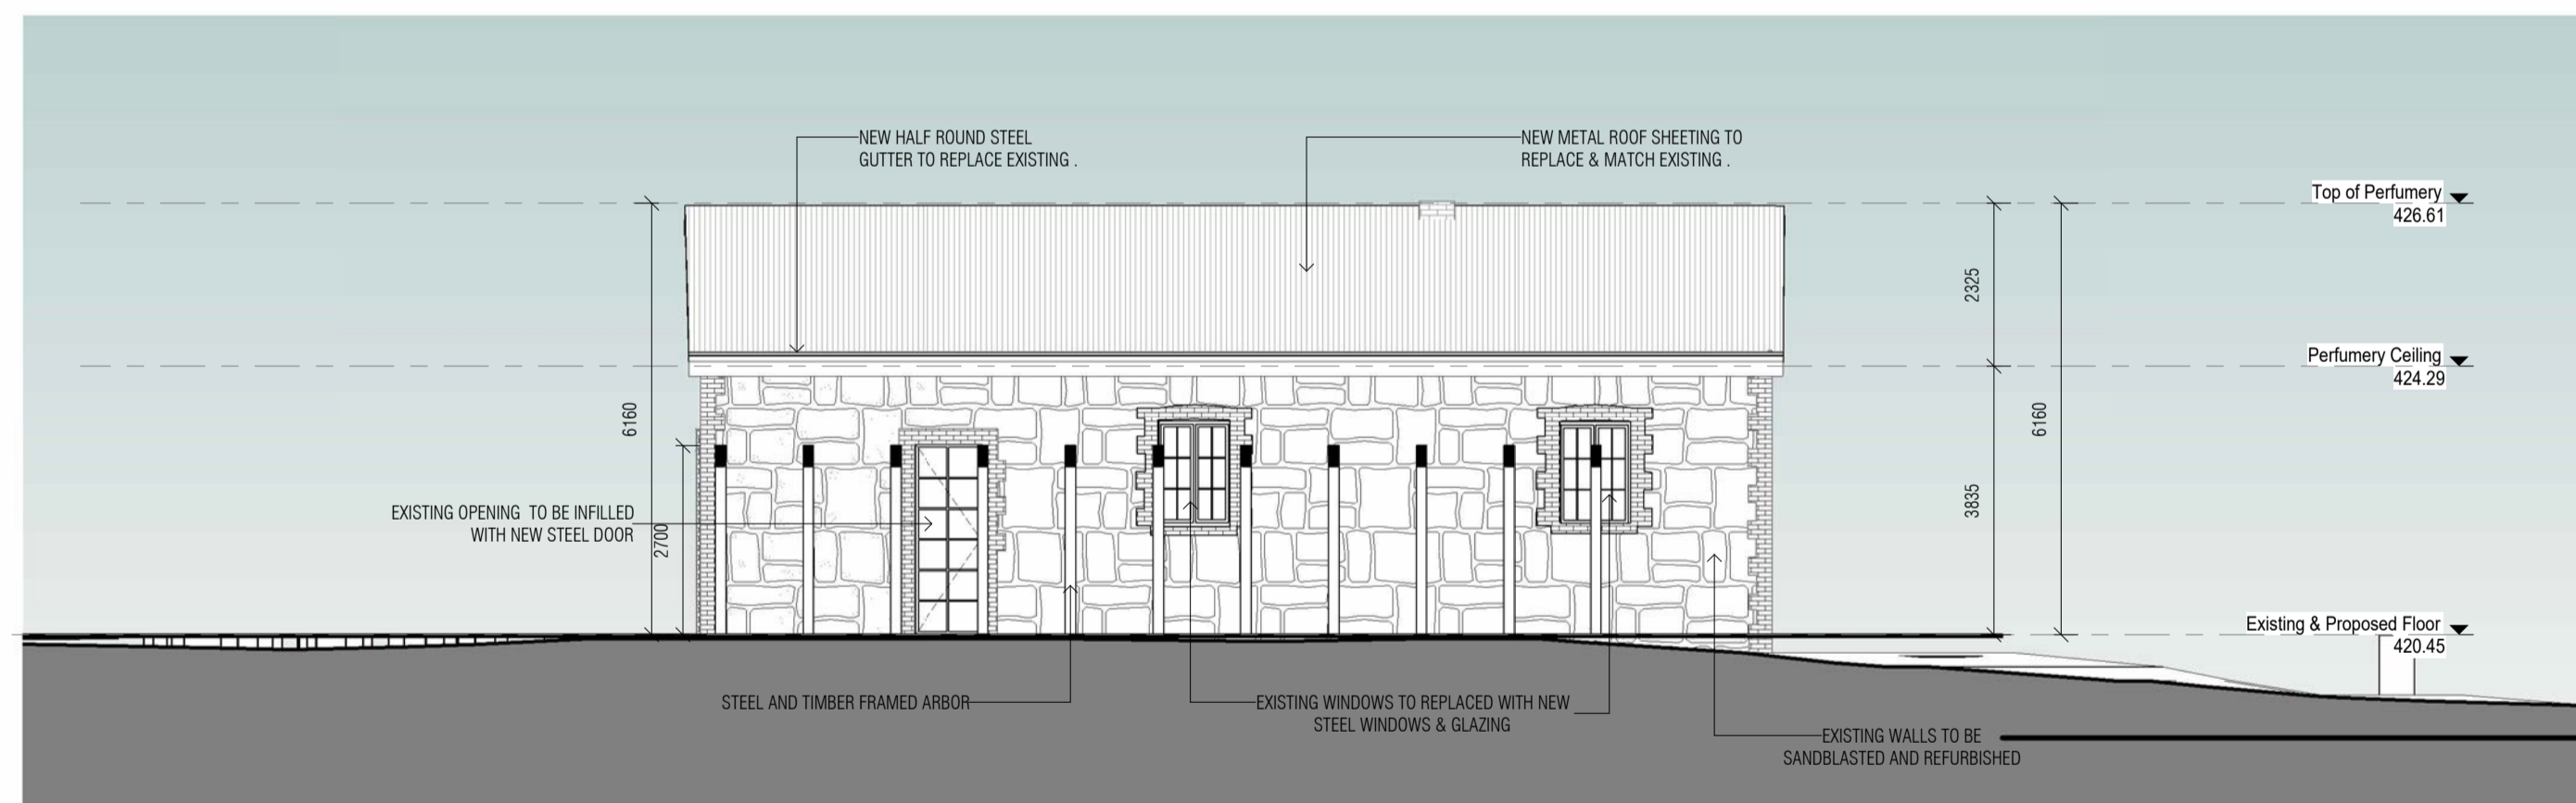 NEW HALF ROUND STEEL
GUTTER TO REPLACE EXISTING .
NEW METAL ROOF SHEETING TO
REPLACE & MATCH EXISTING .
Top of Perfumery
426.61
2325
Perfumery Ceiling
424.29
6160
6160
3835
EXISTING OPENING TO BE INFILLED
WITH NEW STEEL DOOR
2700
Existing & Proposed Floor
420.45
STEEL AND TIMBER FRAMED ARBOR
EXISTING WINDOWS TO REPLACED WITH NEW
STEEL WINDOWS & GLAZING
EXISTING WALLS TO BE
SANDBLASTED AND REFURBISHED